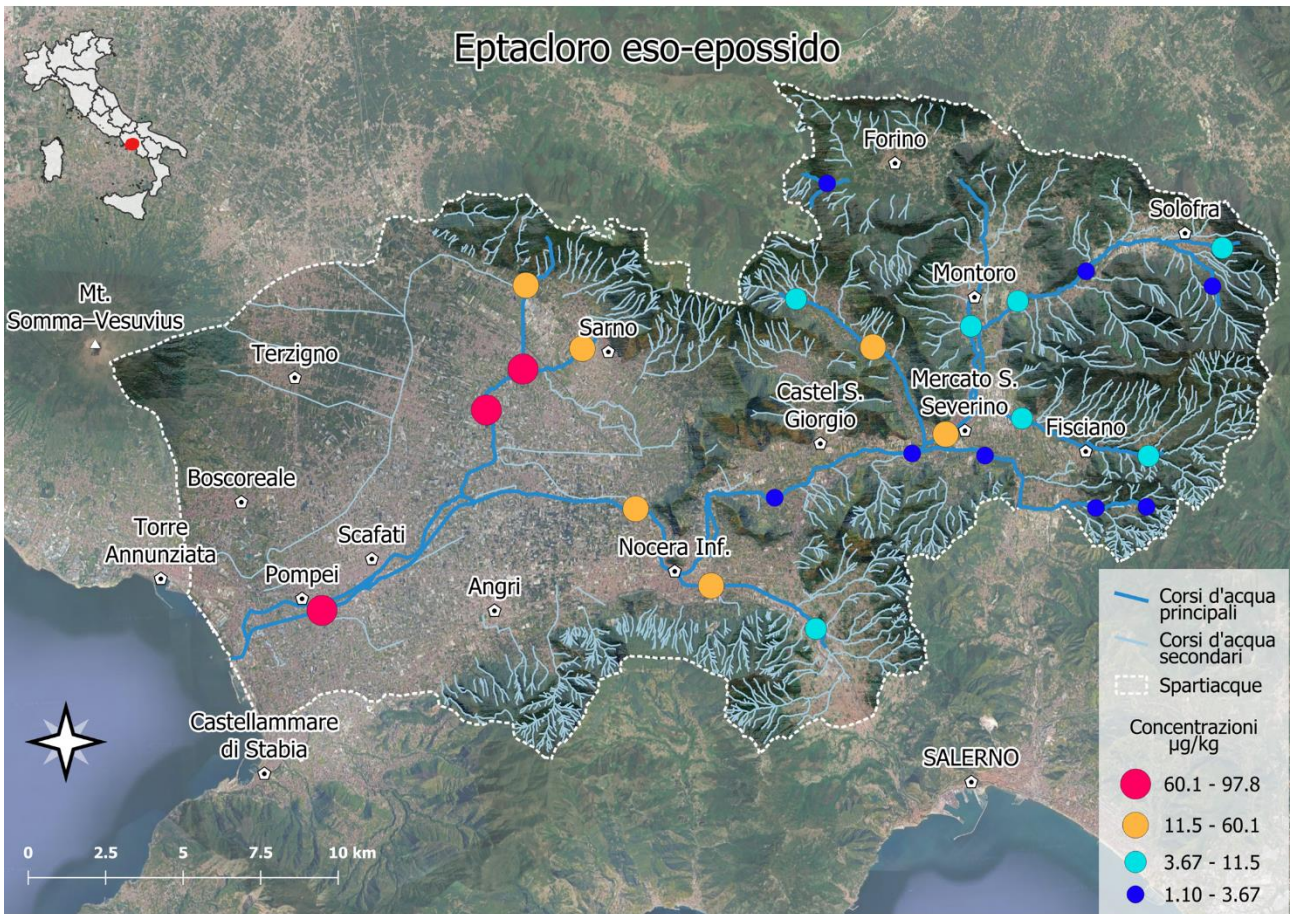 Eptacloro eso-epossido
Forino
Solofra
Montoro
Mt.
Somma–Vesuvius
Sarno
Terzigno
Castel S.
Giorgio
Mercato S.
Severino
Fisciano
Boscoreale
Torre
Annunziata
Scafati
Pompei
Nocera Inf.
Angri
Castellammare
di Stabia
SALERNO
0 2.5 5 7.5 10 km
Corsi d'acqua
principali
Corsi d'acqua
secondari
Spartiacque
Concentrazioni
µg/kg
60.1 - 97.8
11.5 - 60.1
3.67 - 11.5
1.10 - 3.67